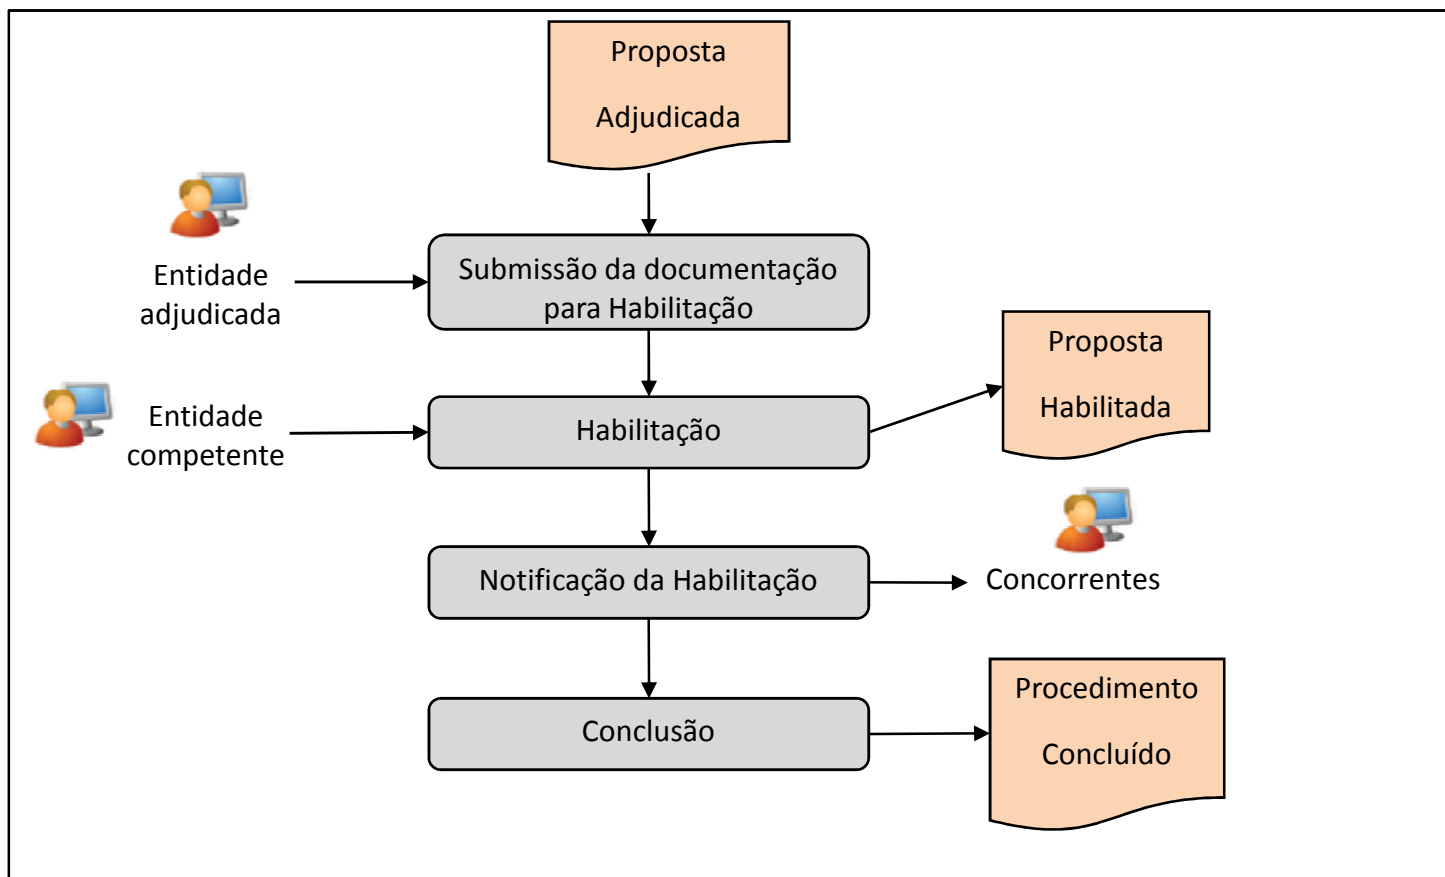 Proposta
Adjudicada
Entidade
adjudicada
Submissão da documentação
para Habilitação
Proposta
Habilitada
Entidade
competente
Habilitação
Notificação da Habilitação
Concorrentes
Procedimento
Concluído
Conclusão